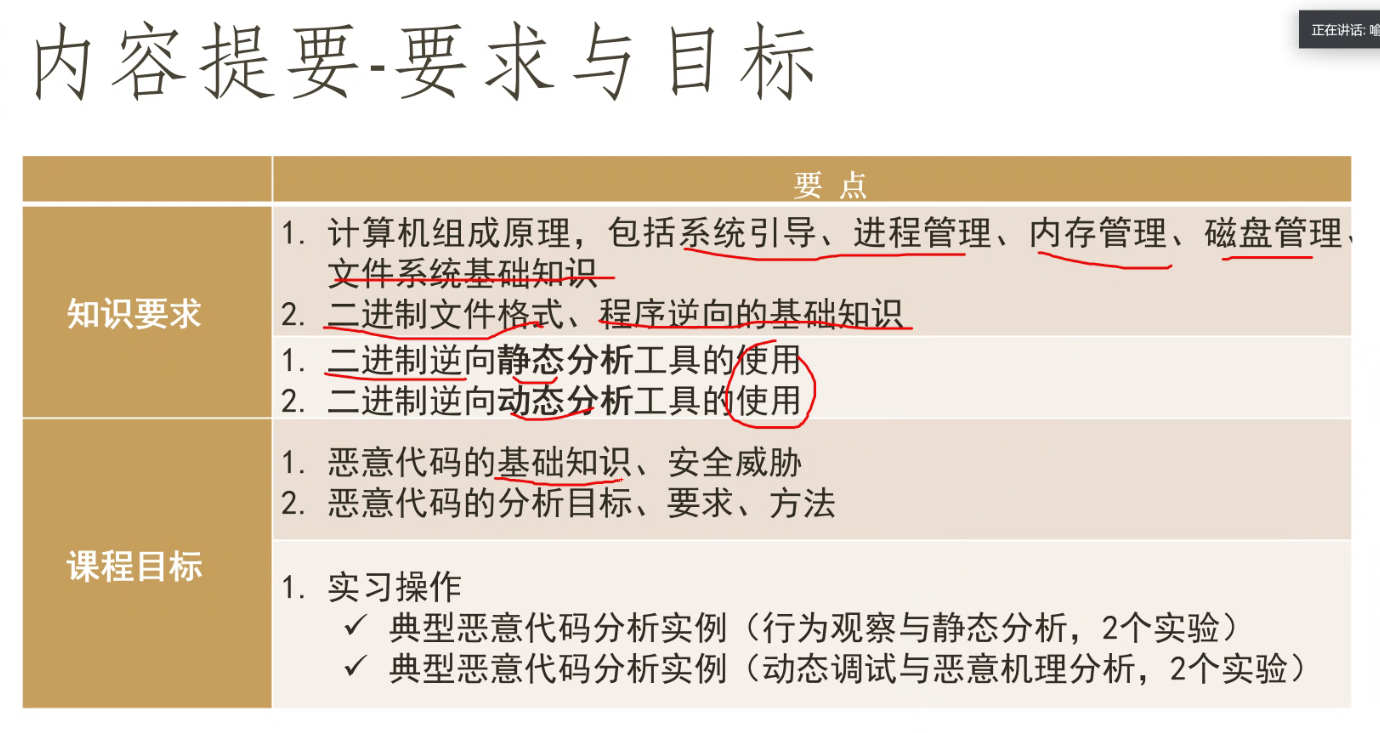 内容提要-要求与目标
正在讲话: 喻
要 点
知识要求
1. 计算机组成原理，包括系统引导、进程管理、内存管理、磁盘管理、
文件系统基础知识
2. 二进制文件格式、程序逆向的基础知识
1. 二进制逆向静态分析工具的使用
2. 二进制逆向动态分析工具的使用
课程目标
1. 恶意代码的基础知识、安全威胁
2. 恶意代码的分析目标、要求、方法
1. 实习操作
✓ 典型恶意代码分析实例（行为观察与静态分析，2个实验）
✓ 典型恶意代码分析实例（动态调试与恶意机理分析，2个实验）